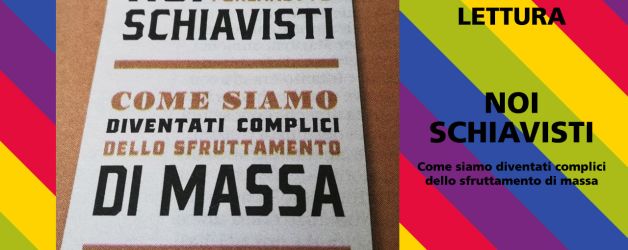 SCHIAVISTI
COME SIAMO
DIVENTATI COMPLICI
DELLO SFRUTTAMENTO
DI MASSA
LETTURA
NOI
SCHIAVISTI
Come siamo diventati complici
dello sfruttamento di massa